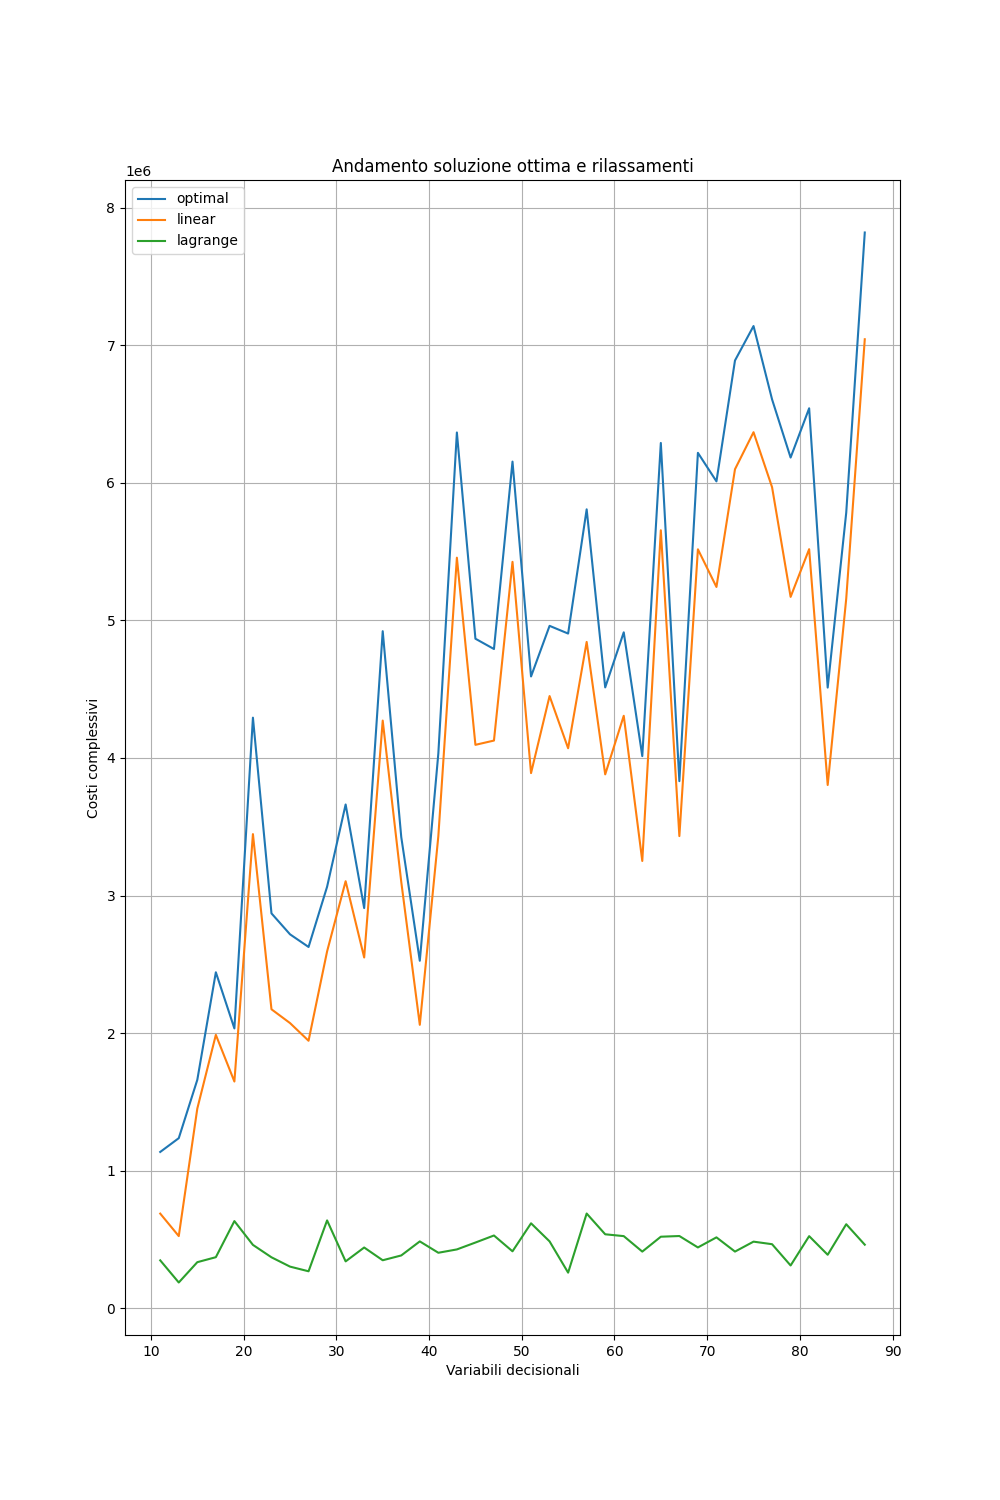 Andamento soluzione ottima e rilassamenti
1e6
optimal
linear
lagrange
8
7
6
5
4
3
2
1
0
Costi complessivi
10 20 30 40 50 60 70 80 90
Variabili decisionali